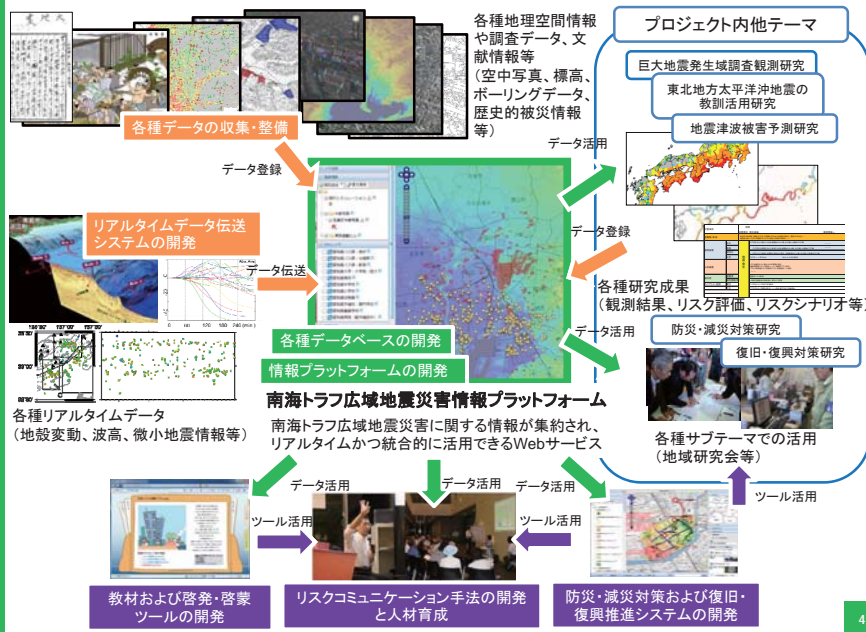 各種地理空間情報
や調査データ、文
献情報等
(空中写真、標高、
ボーリングデータ、
歴史的被災情報
等)
各種データの収集・整備
データ登録
プロジェクト内他テーマ
巨大地震発生域調査観測研究
東北地方太平洋沖地震の
教訓活用研究
地震津波被害予測研究
データ活用
データ登録
リアルタイムデータ伝送
システムの開発
データ伝送
120
180
240 (min.)
各種研究成果
(観測結果、リスク評価、リスクシナリオ等)
各種データベースの開発
情報プラットフォームの開発
データ活用
防災・減災対策研究
復旧・復興対策研究
各種リアルタイムデータ
(地殻変動、波高、微小地震情報等)
南海トラフ広域地震災害情報プラットフォーム
南海トラフ広域地震災害に関する情報が集約され、
リアルタイムかつ統合的に活用できるWebサービス
各種サブテーマでの活用
(地域研究会等)
データ活用
データ活用
データ活用
ツール活用
ツール活用
ツール活用
教材および啓発・啓蒙
ツールの開発
リスクコミュニケーション手法の開発
と人材育成
防災・減災対策および復旧・
復興推進システムの開発
4